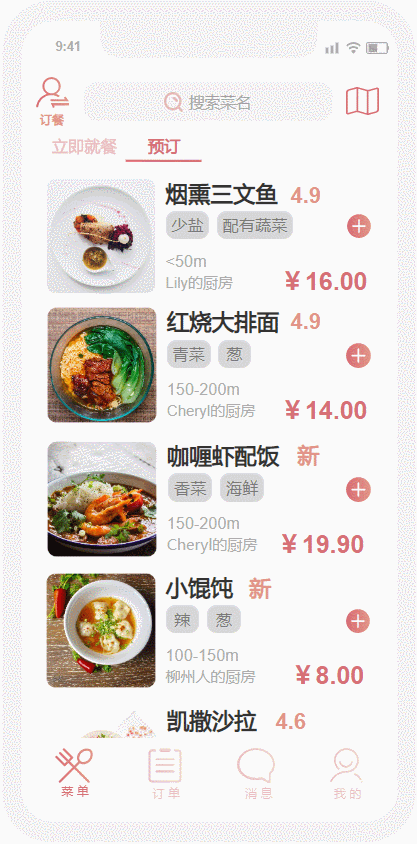 9:41
订餐
搜索菜名
立即就餐 预订
烟熏三文鱼 4.9
少盐 配有蔬菜
<50m
Lily的厨房 ¥16.00
红烧大排面 4.9
青菜 葱
150-200m
Cheryl的厨房 ¥14.00
咖喱虾配饭 新
香菜 海鲜
150-200m
Cheryl的厨房 ¥19.90
小馄饨 新
辣 葱
100-150m
柳州人的厨房 ¥8.00
凯撒沙拉 4.6
菜单 订单 消息 我的